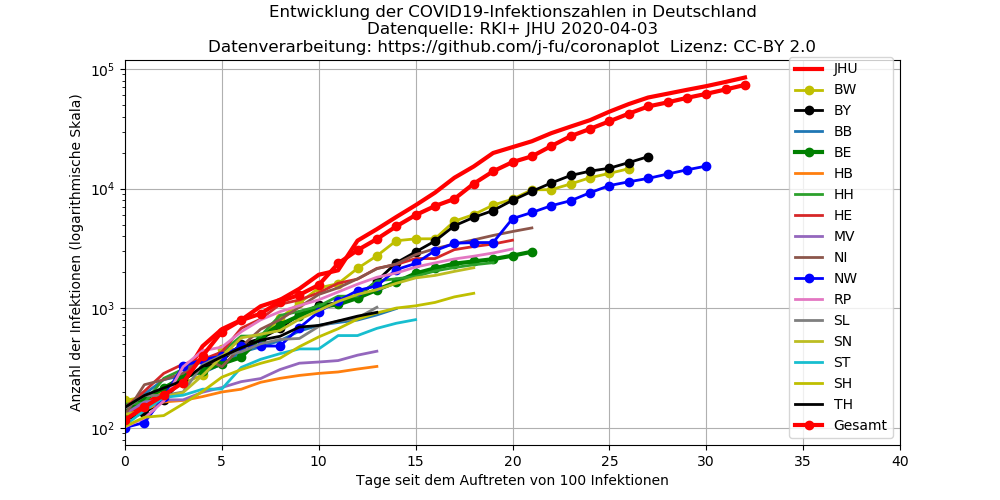 Entwicklung der COVID19-Infektionszahlen in Deutschland
Datenquelle: RKI+ JHU 2020-04-03
Datenverarbeitung: https://github.com/j-fu/coronaplot  Lizenz: CC-BY 2.0
Anzahl der Infektionen (logarithmische Skala)
10⁵
10⁴
10³
10²
JHU
BW
BY
BB
BE
HB
HH
HE
MV
NI
NW
RP
SL
SN
ST
SH
TH
Gesamt
0 5 10 15 20 25 30 35 40
Tage seit dem Auftreten von 100 Infektionen